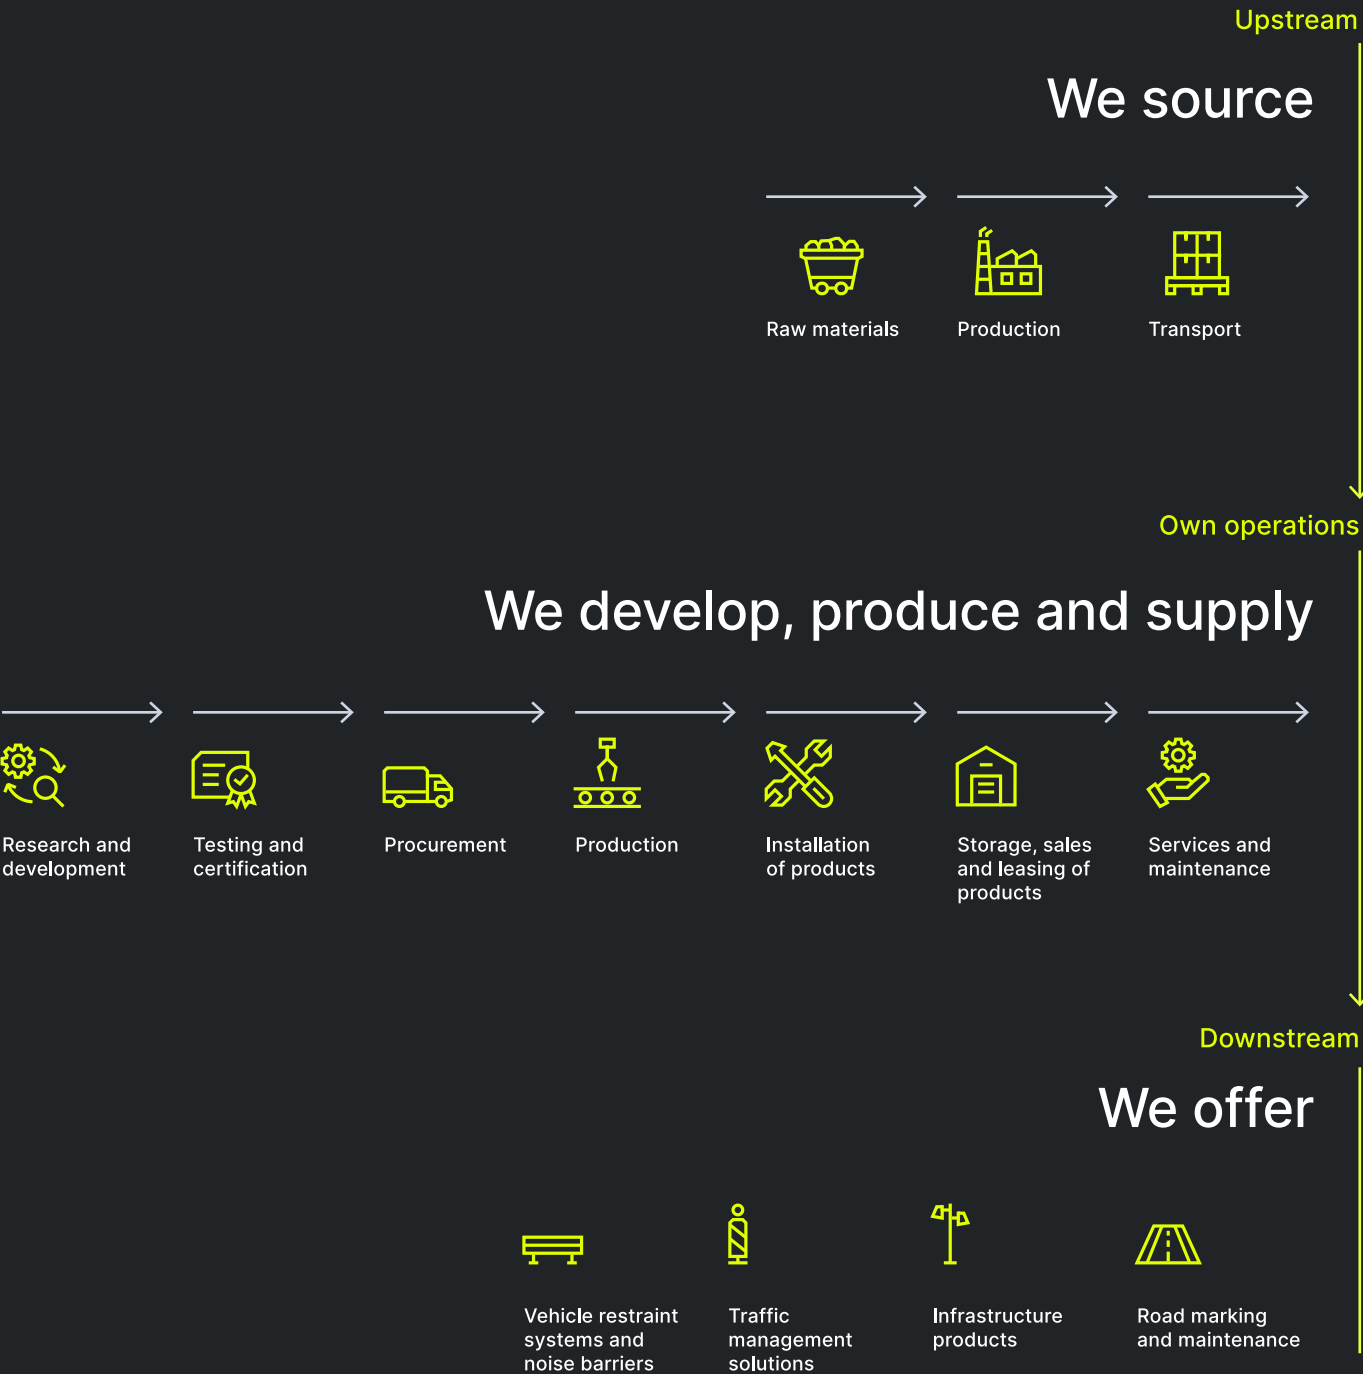 Upstream
We source
Raw materials
Production
Transport
Own operations
We develop, produce and supply
Research and
development
Testing and
certification
Procurement
Production
Installation
of products
Storage, sales
and leasing of
products
Services and
maintenance
Downstream
We offer
Vehicle restraint
systems and
noise barriers
Traffic
management
solutions
Infrastructure
products
Road marking
and maintenance